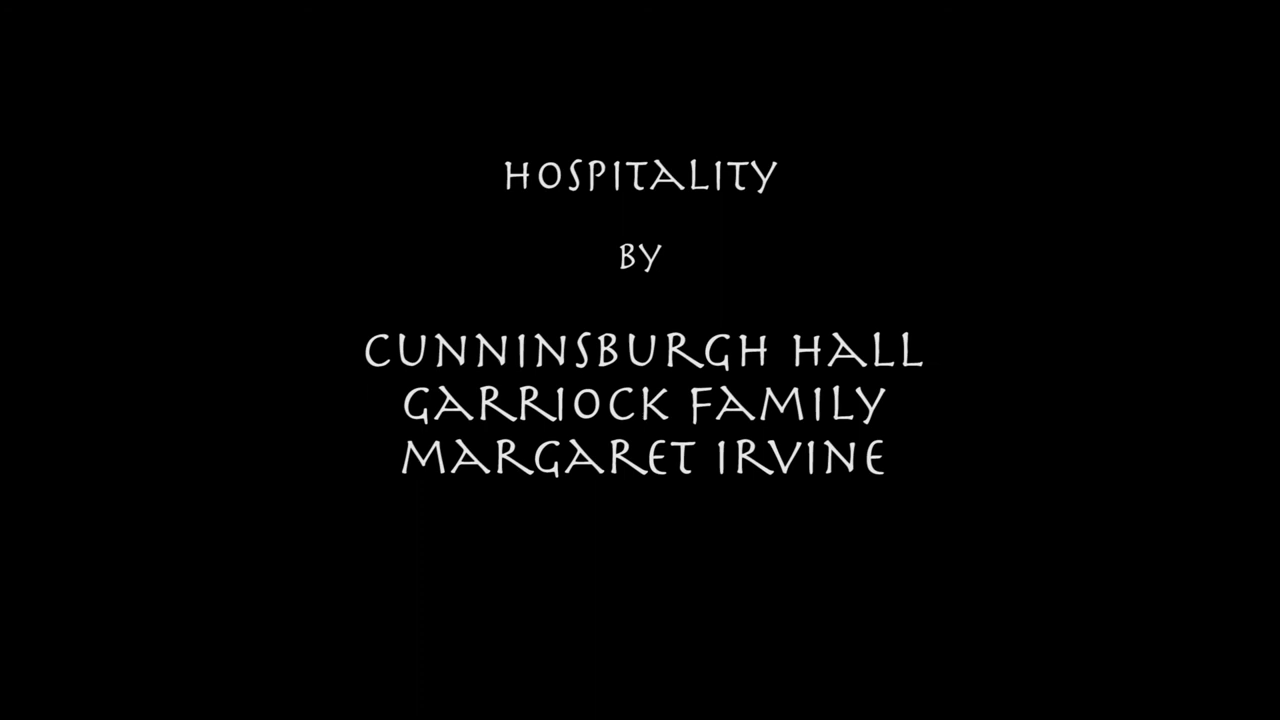 HOSPITALITY
BY
CUNNINSBURGH HALL
GARRIOCK FAMILY
MARGARET IRVINE